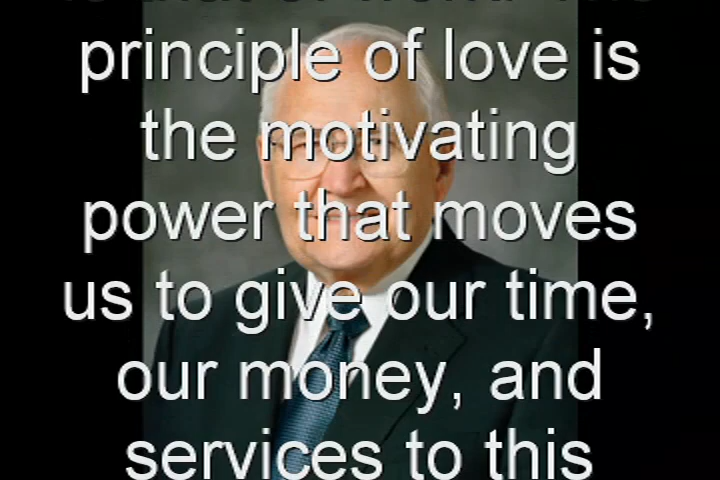 principle of love is
the motivating
power that moves
us to give our time,
our money, and
services to this